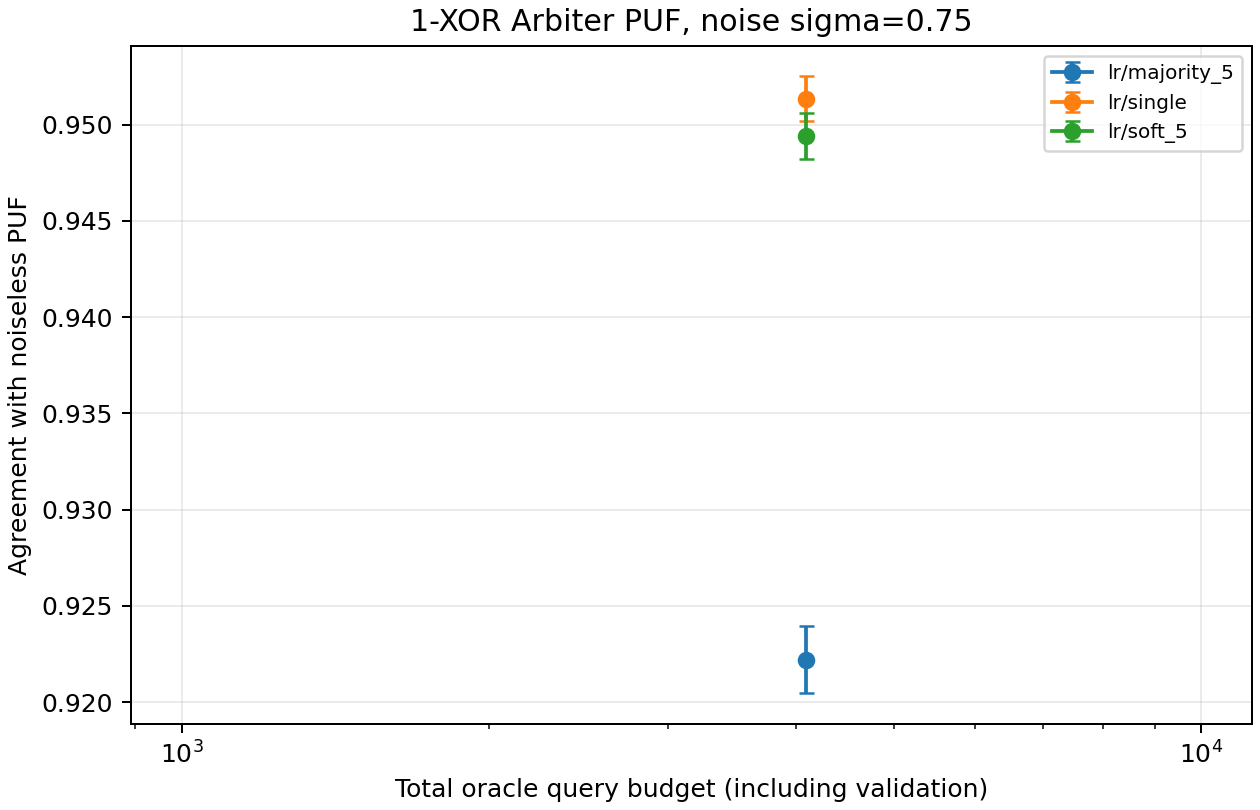 1-XOR Arbiter PUF, noise sigma=0.75
Agreement with noiseless PUF
0.950
0.945
0.940
0.935
0.930
0.925
0.920
lr/majority_5
lr/single
lr/soft_5
10³
10⁴
Total oracle query budget (including validation)